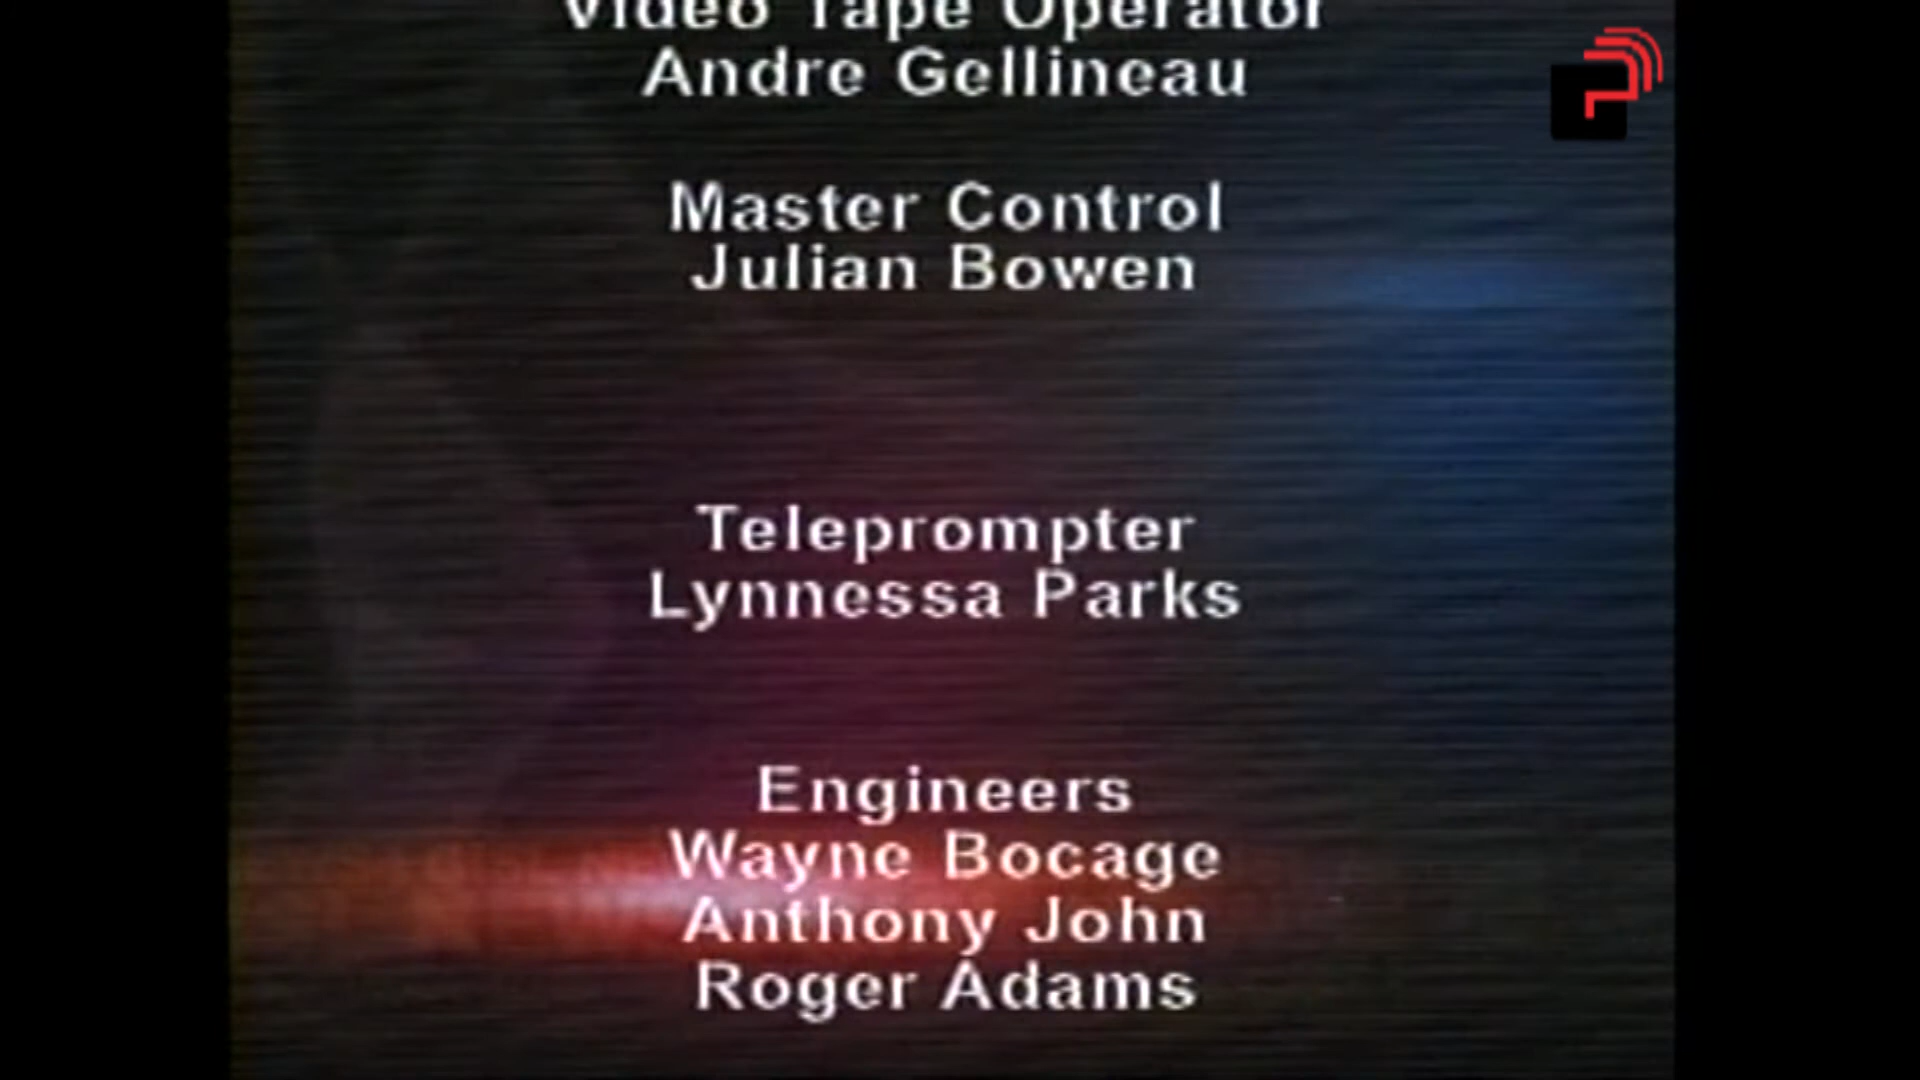 Video Tape Operator
Andre Gellineau
Master Control
Julian Bowen
Teleprompter
Lynnessa Parks
Engineers
Wayne Bocage
Anthony John
Roger Adams